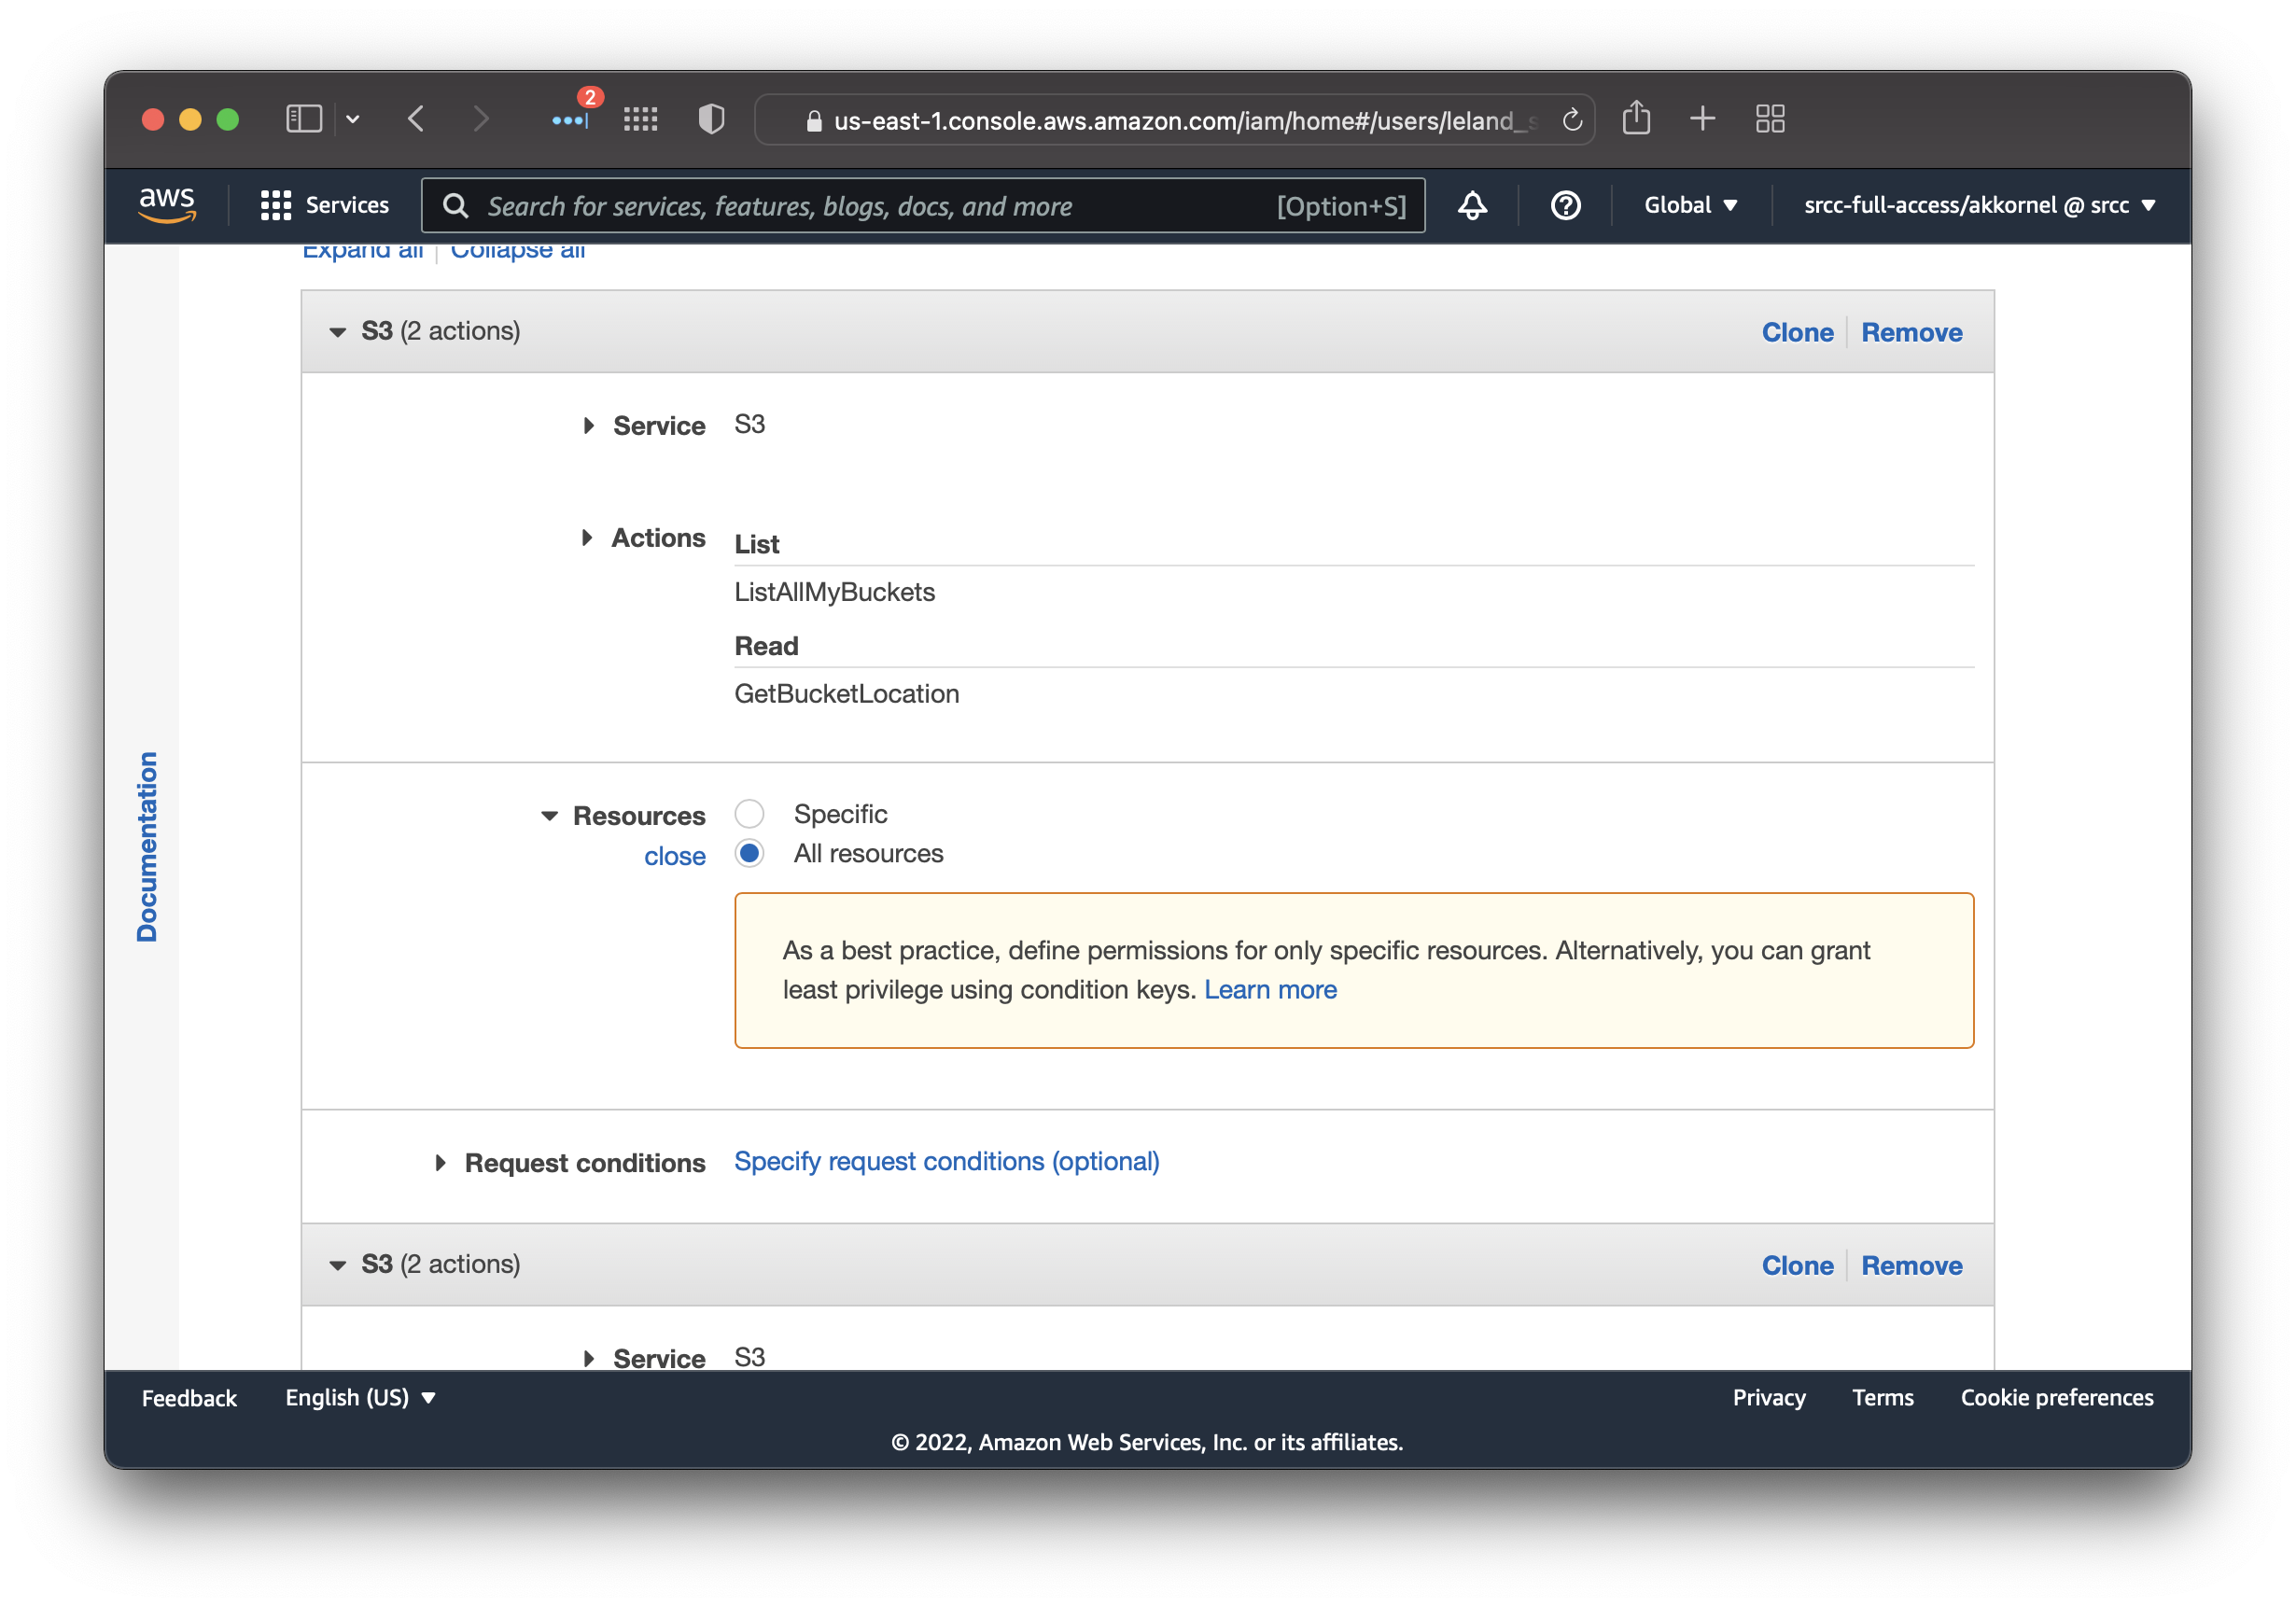 2
us-east-1.console.aws.amazon.com/iam/home#/users/leland_s
aws
Services
Search for services, features, blogs, docs, and more
[Option+S]
Global
srcc-full-access/akkornel @ srcc
Expand all
Collapse all
S3 (2 actions)
Clone
Remove
Service
S3
Actions
List
ListAllMyBuckets
Read
GetBucketLocation
Documentation
Resources
Specific
close
All resources
As a best practice, define permissions for only specific resources. Alternatively, you can grant
least privilege using condition keys. Learn more
Request conditions
Specify request conditions (optional)
S3 (2 actions)
Clone
Remove
Service
S3
Feedback
English (US)
Privacy
Terms
Cookie preferences
© 2022, Amazon Web Services, Inc. or its affiliates.